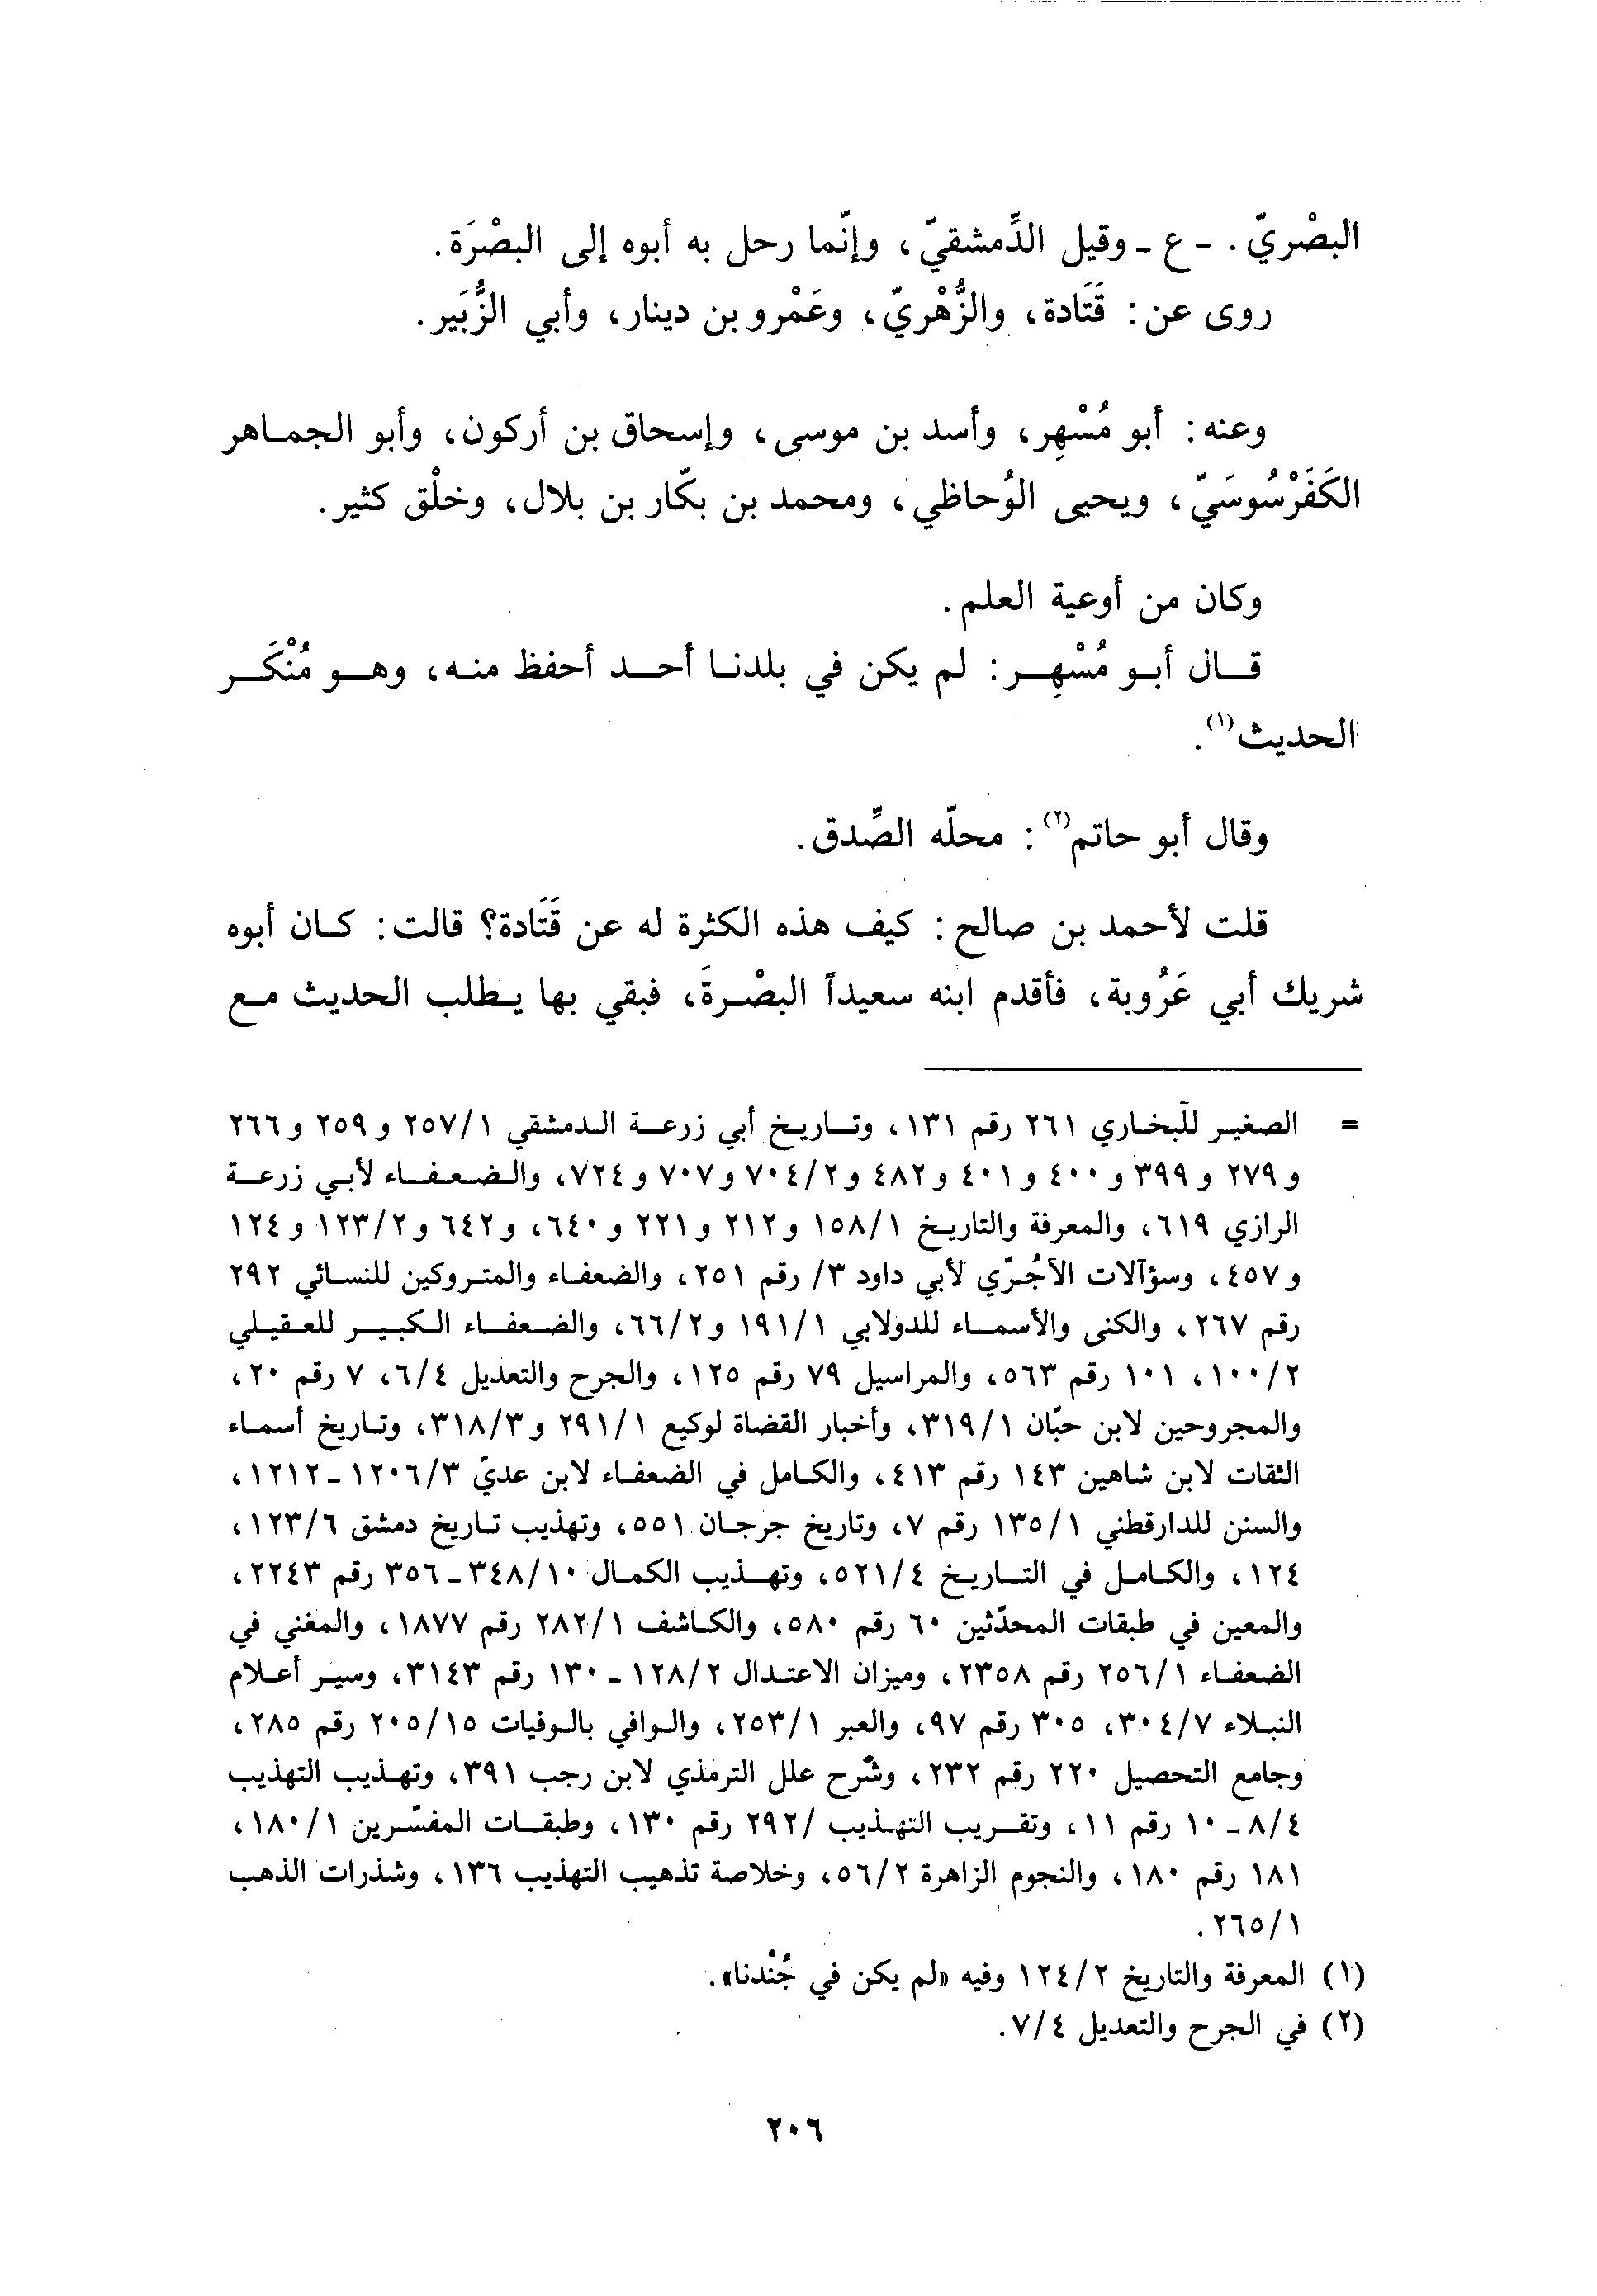 البصْريّ. - ع - وقيل الدِّمشقيّ، وإنّما رحل به أبوه إلى البصْرَة.
روى عن: قَتَادة، والزُّهْريّ، وعَمْرو بن دينار، وأبي الزُّبَير.
وعنه: أبو مُسْهِر، وأسد بن موسى، وإسحاق بن أركون، وأبو الجماهر
الكَفَرْسُوسَيّ، ويحيى الوُحاظي، ومحمد بن بكّار بن بلال، وخلْق كثير.
وكان من أوعية العلم.
قال أبو مُسْهِر: لم يكن في بلدنا أحد أحفظ منه، وهو مُنْكَر
الحديث(١).
وقال أبو حاتم(٢): محلّه الصِّدق.
قلت لأحمد بن صالح: كيف هذه الكثرة له عن قَتَادة؟ قالت: كان أبوه
شريك أبي عَرُوبة، فأقدم ابنه سعيداً البصْرةَ، فبقي بها يطلب الحديث مع
= الصغير للبخاري ٢٦١ رقم ١٣١، وتاريخ أبي زرعة الدمشقي ٢٥٧/١ و ٢٥٩ و ٢٦٦
و ٢٧٩ و ٣٩٩ و ٤٠٠ و ٤٠١ و ٤٨٢ و ٧٠٤/٢ و ٧٠٧ و ٧٢٤، والضعفاء لأبي زرعة
الرازي ٦١٩، والمعرفة والتاريخ ١٥٨/١ و ٢١٢ و ٢٢١ و ٦٤٠، و ٦٤٢ و ١٢٣/٢ و ١٢٤
و ٤٥٧، وسؤآلات الآجُرّي لأبي داود ٣/ رقم ٢٥١، والضعفاء والمتروكين للنسائي ٢٩٢
رقم ٢٦٧، والكنى والأسماء للدولابي ١٩١/١ و ٦٦/٢، والضعفاء الكبير للعقيلي
١٠٠/٢، ١٠١ رقم ٥٦٣، والمراسيل ٧٩ رقم ١٢٥، والجرح والتعديل ٦/٤، ٧ رقم ٢٠،
والمجروحين لابن حبّان ٣١٩/١، وأخبار القضاة لوكيع ٢٩١/١ و ٣١٨/٣، وتاريخ أسماء
الثقات لابن شاهين ١٤٣ رقم ٤١٣، والكامل في الضعفاء لابن عديّ ١٢٠٦/٣ - ١٢١٢،
والسنن للدارقطني ١٣٥/١ رقم ٧، وتاريخ جرجان ٥٥١، وتهذيب تاريخ دمشق ١٢٣/٦،
١٢٤، والكامل في التاريخ ٥٢١/٤، وتهذيب الكمال ٣٤٨/١٠ - ٣٥٦ رقم ٢٢٤٣،
والمعين في طبقات المحدّثين ٦٠ رقم ٥٨٠، والكاشف ٢٨٢/١ رقم ١٨٧٧، والمغني في
الضعفاء ٢٥٦/١ رقم ٢٣٥٨، وميزان الاعتدال ١٢٨/٢ - ١٣٠ رقم ٣١٤٣، وسير أعلام
النبلاء ٣٠٤/٧، ٣٠٥ رقم ٩٧، والعبر ٢٥٣/١، والوافي بالوفيات ٢٠٥/١٥ رقم ٢٨٥،
وجامع التحصيل ٢٢٠ رقم ٢٣٢، وشرح علل الترمذي لابن رجب ٣٩١، وتهذيب التهذيب
٨/٤ - ١٠ رقم ١١، وتقريب التهذيب /٢٩٢ رقم ١٣٠، وطبقات المفسّرين ١٨٠/١،
١٨١ رقم ١٨٠، والنجوم الزاهرة ٥٦/٢، وخلاصة تذهيب التهذيب ١٣٦، وشذرات الذهب
٢٦٥/١.
(١) المعرفة والتاريخ ١٢٤/٢ وفيه «لم يكن في جُنْدنا».
(٢) في الجرح والتعديل ٧/٤.
٢٠٦